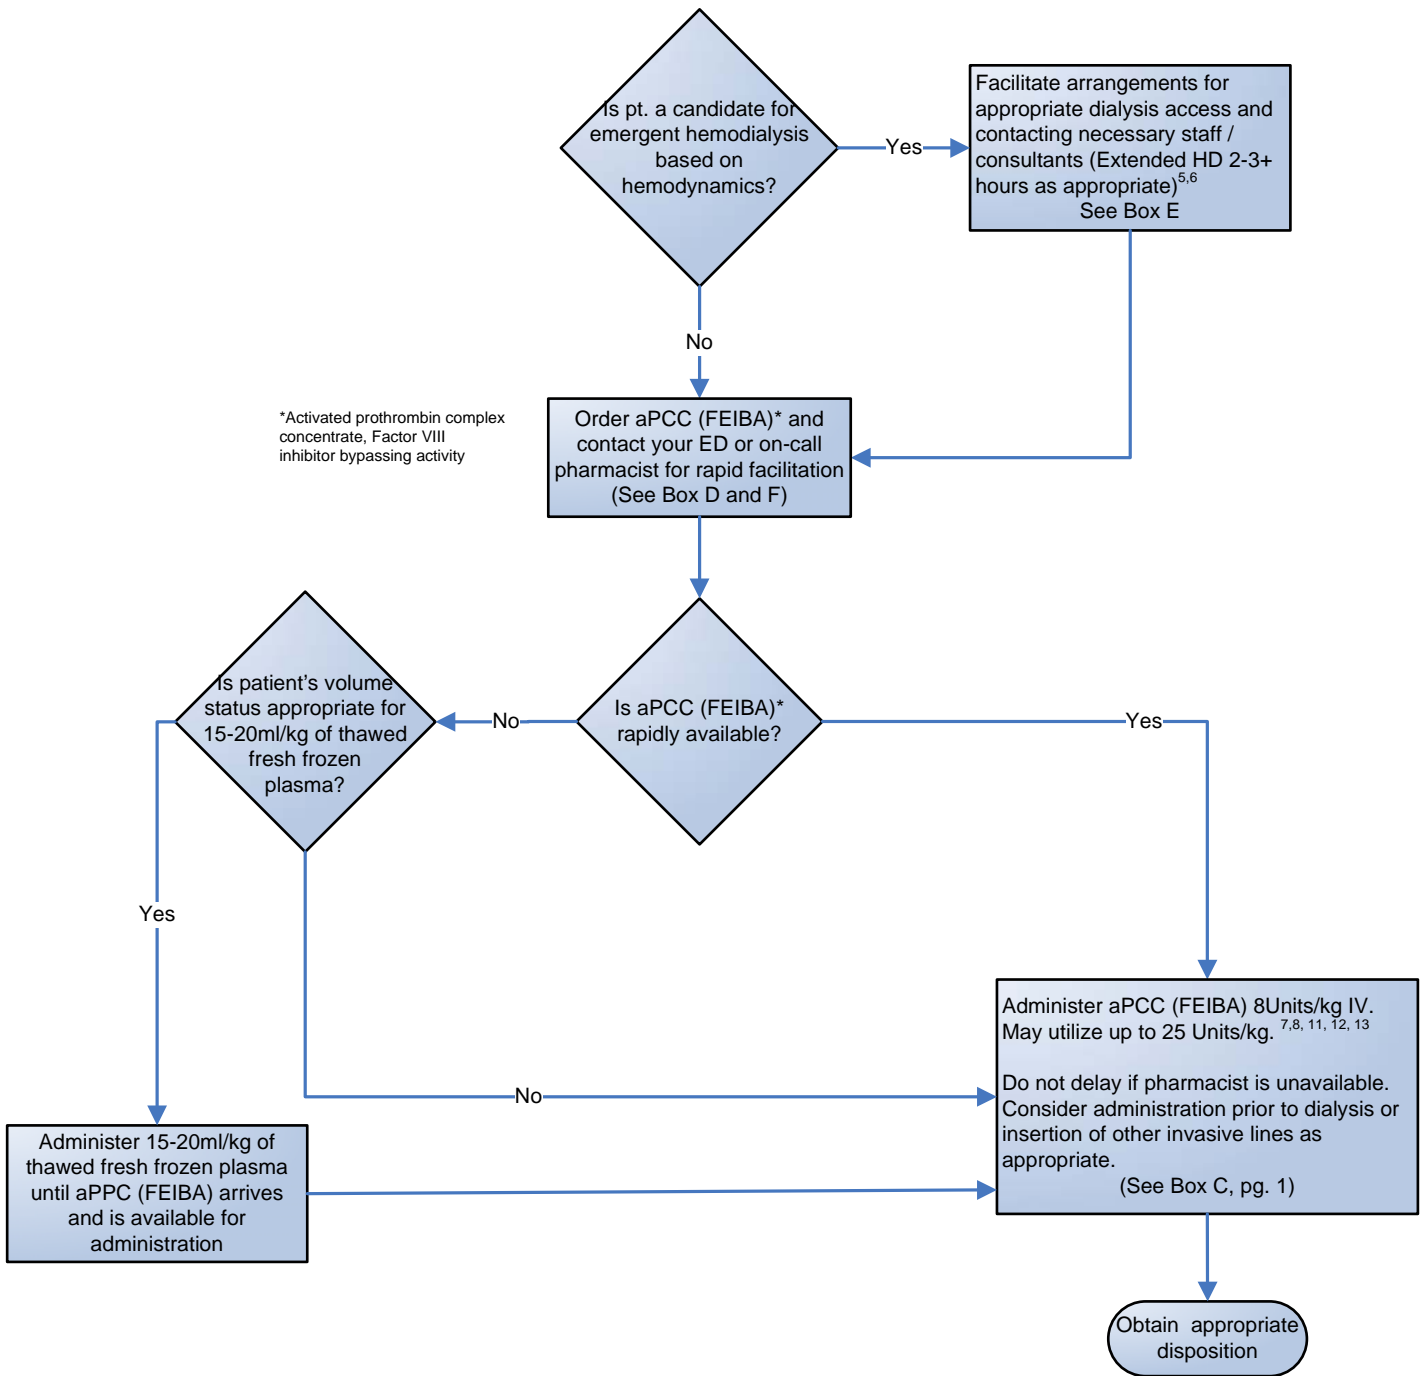 Is pt. a candidate for
emergent hemodialysis
based on
hemodynamics?
Yes
Facilitate arrangements for
appropriate dialysis access and
contacting necessary staff /
consultants (Extended HD 2-3+
hours as appropriate)5,6
See Box E
No
*Activated prothrombin complex
concentrate, Factor VIII
inhibitor bypassing activity
Order aPCC (FEIBA)* and
contact your ED or on-call
pharmacist for rapid facilitation
(See Box D and F)
Is patient's volume
status appropriate for
15-20ml/kg of thawed
fresh frozen
plasma?
No
Is aPCC (FEIBA)*
rapidly available?
Yes
Yes
No
Administer aPCC (FEIBA) 8Units/kg IV.
May utilize up to 25 Units/kg. 7,8, 11, 12, 13
Do not delay if pharmacist is unavailable.
Consider administration prior to dialysis or
insertion of other invasive lines as
appropriate.
(See Box C, pg. 1)
Administer 15-20ml/kg of
thawed fresh frozen plasma
until aPPC (FEIBA) arrives
and is available for
administration
Obtain appropriate
disposition